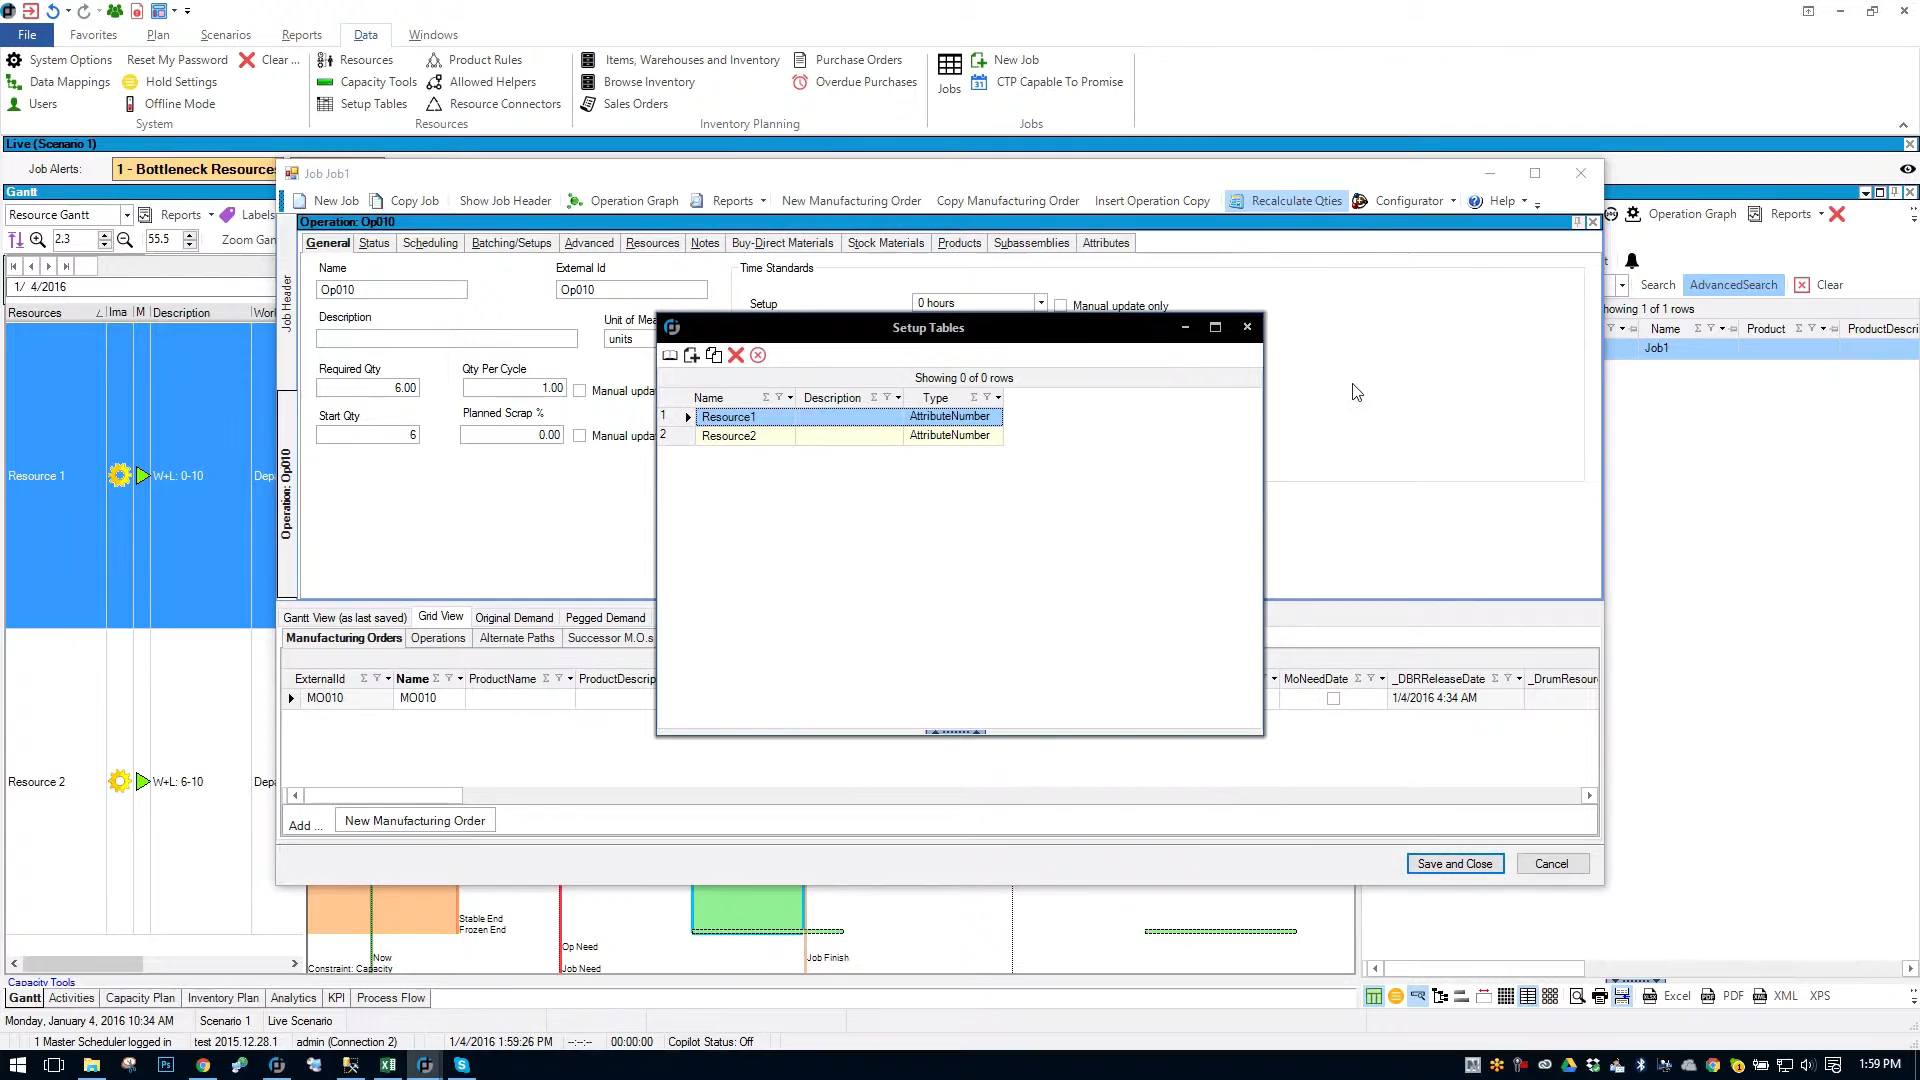 File Favorites Plan Scenarios Reports Data Windows
System Options Reset My Password Clear ... Resources Product Rules Items, Warehouses and Inventory Purchase Orders New Job
Data Mappings Hold Settings Capacity Tools Allowed Helpers Browse Inventory Overdue Purchases Jobs CTP Capable To Promise
Users Offline Mode Setup Tables Resource Connectors Sales Orders
System Resources Inventory Planning Jobs
Live (Scenario 1)
Job Alerts: 1 - Bottleneck Resources
Gantt
Resource Gantt Reports Labels
2.3 55.5 Zoom Gan
1/ 4/2016
Resources Ima M Description Work
Resource 1 W+L: 0-10 Dep
Resource 2 W+L: 6-10 Depa
Job Job1
New Job Copy Job Show Job Header Operation Graph Reports New Manufacturing Order Copy Manufacturing Order Insert Operation Copy Recalculate Qties Configurator Help
Operation: Op010
General Status Scheduling Batching/Setups Advanced Resources Notes Buy-Direct Materials Stock Materials Products Subassemblies Attributes
Job Header
Operation: Op010
Name External Id Time Standards
Op010 Op010 Setup 0 hours Manual update only
Description Unit of Mea
units
Required Qty Qty Per Cycle
6.00 1.00 Manual upda
Start Qty Planned Scrap %
6 0.00 Manual upda
Setup Tables
Showing 0 of 0 rows
Name Description Type
1 Resource1 AttributeNumber
2 Resource2 AttributeNumber
Gantt View (as last saved) Grid View Original Demand Pegged Demand
Manufacturing Orders Operations Alternate Paths Successor M.O.s
ExternalId Name ProductName ProductDescrip MoNeedDate _DBRReleaseDate _DrumResour
MO010 MO010 1/4/2016 4:34 AM
Add ... New Manufacturing Order
Save and Close Cancel
Operation Graph Reports
Search AdvancedSearch Clear
howing 1 of 1 rows
Name Product ProductDescri
Job1
Stable End
Frozen End
Op Need
Now Job Finish
Constraint: Capacity Job Need
Capacity Tools
Gantt Activities Capacity Plan Inventory Plan Analytics KPI Process Flow
Excel PDF XML XPS
Monday, January 4, 2016 10:34 AM Scenario 1 Live Scenario
1 Master Scheduler logged in test 2015.12.28.1 admin (Connection 2) 1/4/2016 1:59:26 PM --:--:-- 00:00:00 Copilot Status: Off
1:59 PM